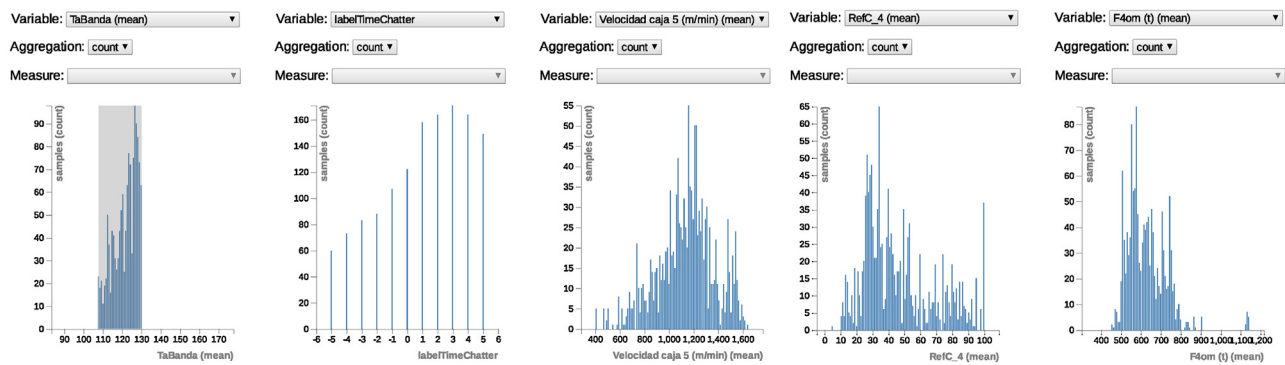 Variable: TaBanda (mean) ▼
Aggregation: count ▼
Measure: ▼
samples (count)
90
80
70
60
50
40
30
20
10
0
90 100 110 120 130 140 150 160 170
TaBanda (mean)
Variable: labelTimeChatter ▼
Aggregation: count ▼
Measure: ▼
samples (count)
160
140
120
100
80
60
40
20
0
-6 -5 -4 -3 -2 -1 0 1 2 3 4 5 6
labelTimeChatter
Variable: Velocidad caja 5 (m/min) (mean) ▼
Aggregation: count ▼
Measure: ▼
samples (count)
55
50
45
40
35
30
25
20
15
10
5
0
400 600 800 1,000 1,200 1,400 1,600
Velocidad caja 5 (m/min) (mean)
Variable: RefC_4 (mean) ▼
Aggregation: count ▼
Measure: ▼
samples (count)
65
60
55
50
45
40
35
30
25
20
15
10
5
0
0 10 20 30 40 50 60 70 80 90 100
RefC_4 (mean)
Variable: F4om (t) (mean) ▼
Aggregation: count ▼
Measure: ▼
samples (count)
80
70
60
50
40
30
20
10
0
400 500 600 700 800 900 1,000 1,100 1,200
F4om (t) (mean)